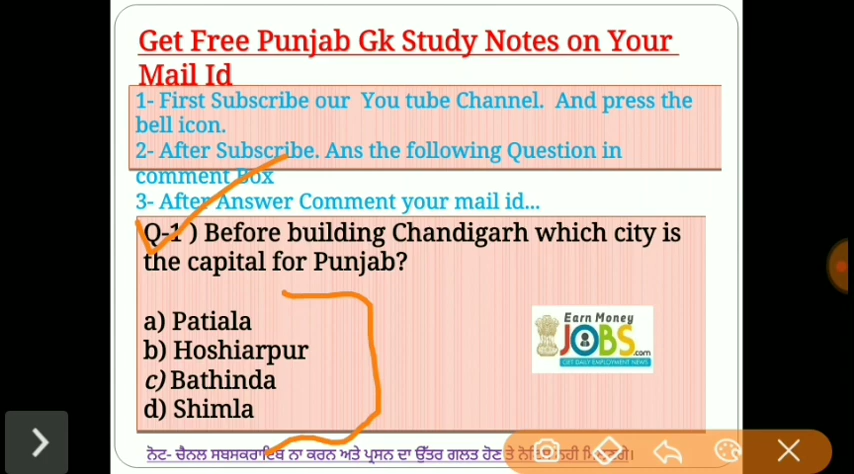 Get Free Punjab Gk Study Notes on Your
Mail Id
1- First Subscribe our You tube Channel. And press the
bell icon.
2- After Subscribe. Ans the following Question in
comment Box
3- After Answer Comment your mail id...
Q-1 ) Before building Chandigarh which city is
the capital for Punjab?
a) Patiala
b) Hoshiarpur
c) Bathinda
d) Shimla
Earn Money
JOBS.com
GET DAILY EMPLOYMENT NEWS
ਨੋਟ- ਚੈਨਲ ਸਬਸਕਰਾਇਬ ਨਾ ਕਰਨ ਅਤੇ ਪ੍ਰਸਨ ਦਾ ਉੱਤਰ ਗਲਤ ਹੋਣ ਤੇ